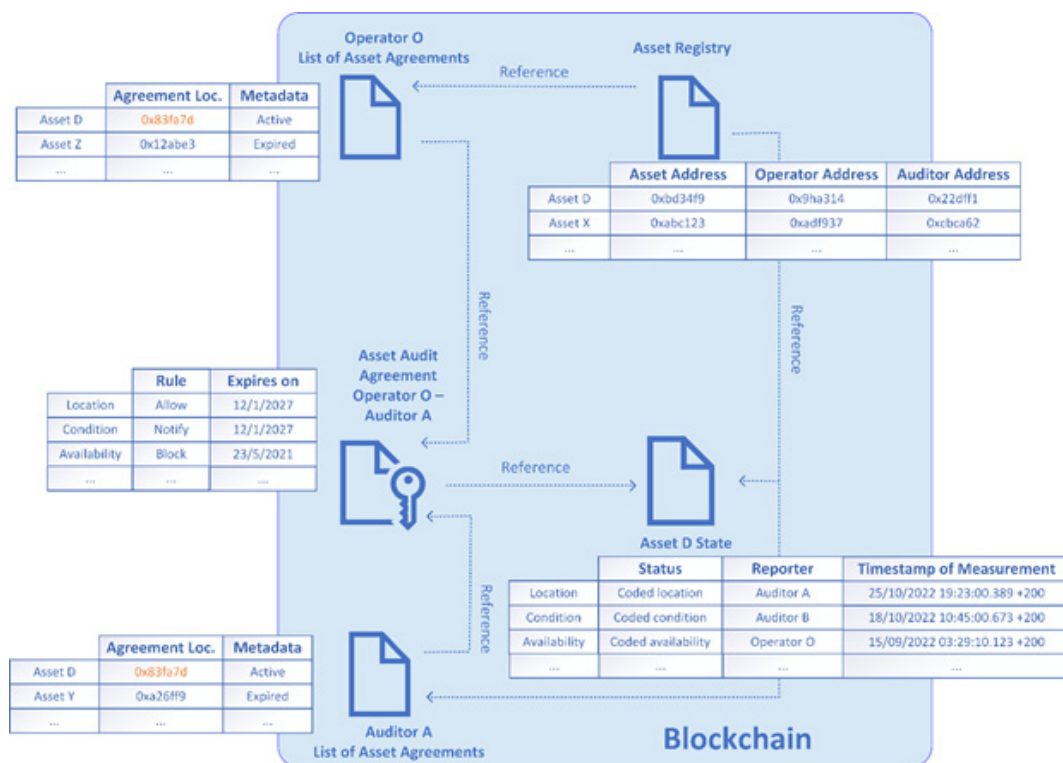 Operator O
List of Asset Agreements
Asset Registry
Reference
Agreement Loc. Metadata
Asset D 0x83fa7d Active
Asset Z 0x12abe3 Expired
... ... ...
Asset Address Operator Address Auditor Address
Asset D 0xbd34f9 0x9ha314 0x22dff1
Asset X 0xabc123 0xadf937 0xcbca62
... ... ...
Reference
Reference
Asset Audit
Agreement
Operator O –
Auditor A
Rule Expires on
Location Allow 12/1/2027
Condition Notify 12/1/2027
Availability Block 23/5/2021
... ... ...
Reference
Asset D State
Status Reporter Timestamp of Measurement
Location Coded location Auditor A 25/10/2022 19:23:00.389 +200
Condition Coded condition Auditor B 18/10/2022 10:45:00.673 +200
Availability Coded availability Operator O 15/09/2022 03:29:10.123 +200
... ... ... ...
Reference
Agreement Loc. Metadata
Asset D 0x83fa7d Active
Asset Y 0xa26ff9 Expired
... ... ...
Auditor A
List of Asset Agreements
Blockchain